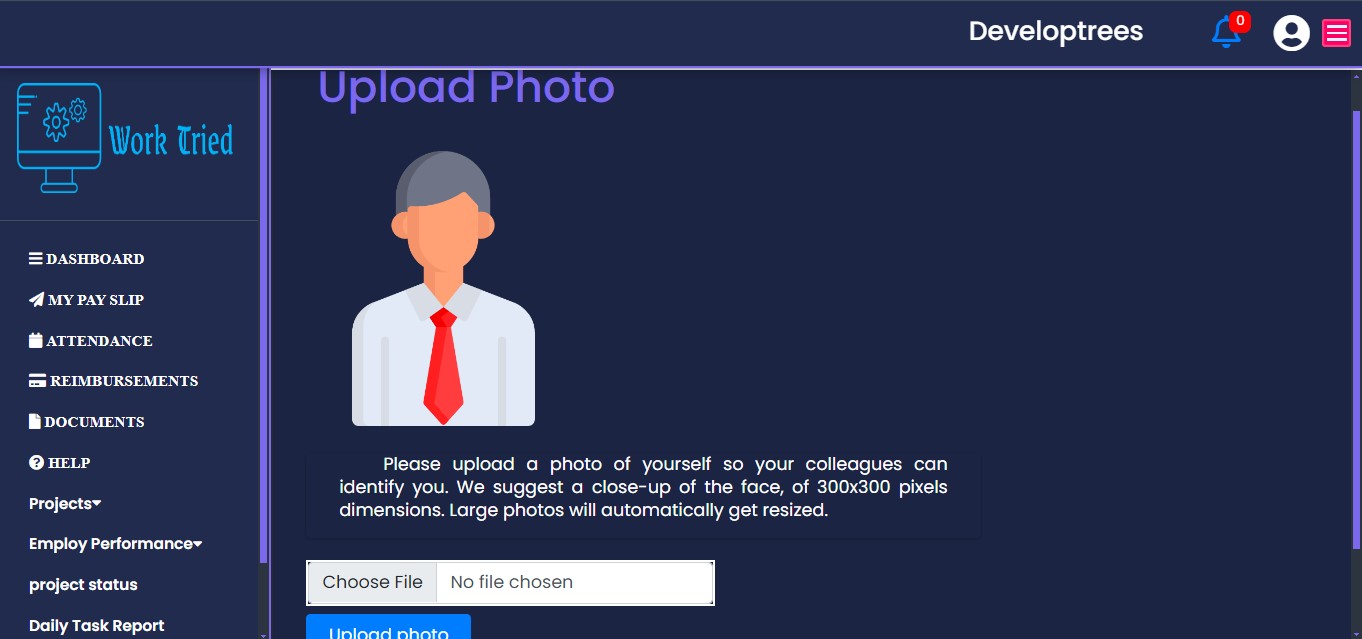 Developtrees
0
Work Tried
DASHBOARD
MY PAY SLIP
ATTENDANCE
REIMBURSEMENTS
DOCUMENTS
HELP
Projects
Employ Performance
project status
Daily Task Report
Upload Photo
Please upload a photo of yourself so your colleagues can
identify you. We suggest a close-up of the face, of 300x300 pixels
dimensions. Large photos will automatically get resized.
Choose File No file chosen
Upload photo